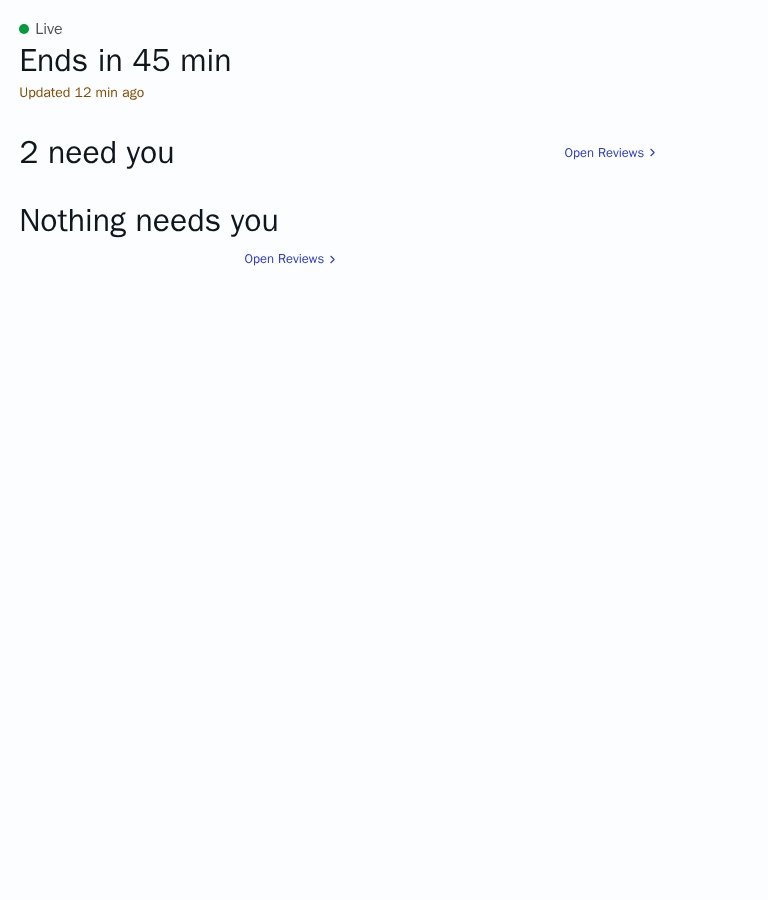 Live
Ends in 45 min
Updated 12 min ago
2 need you
Open Reviews
Nothing needs you
Open Reviews